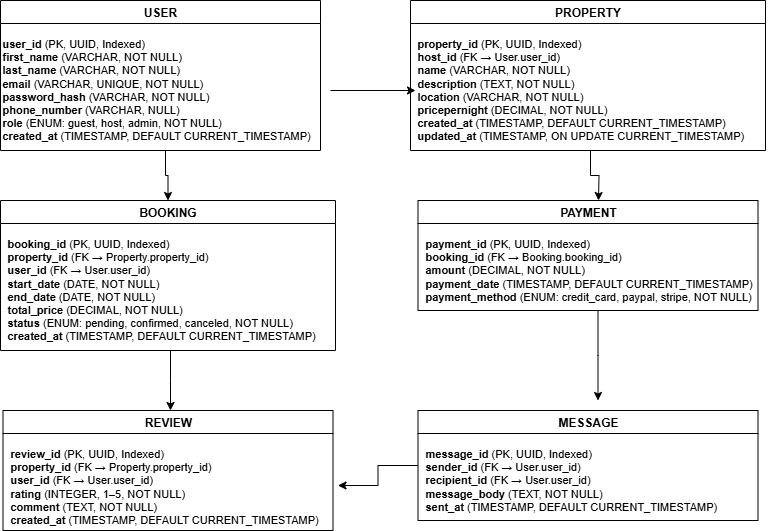 USER
user_id (PK, UUID, Indexed)
first_name (VARCHAR, NOT NULL)
last_name (VARCHAR, NOT NULL)
email (VARCHAR, UNIQUE, NOT NULL)
password_hash (VARCHAR, NOT NULL)
phone_number (VARCHAR, NULL)
role (ENUM: guest, host, admin, NOT NULL)
created_at (TIMESTAMP, DEFAULT CURRENT_TIMESTAMP)
PROPERTY
property_id (PK, UUID, Indexed)
host_id (FK → User.user_id)
name (VARCHAR, NOT NULL)
description (TEXT, NOT NULL)
location (VARCHAR, NOT NULL)
pricepernight (DECIMAL, NOT NULL)
created_at (TIMESTAMP, DEFAULT CURRENT_TIMESTAMP)
updated_at (TIMESTAMP, ON UPDATE CURRENT_TIMESTAMP)
BOOKING
booking_id (PK, UUID, Indexed)
property_id (FK → Property.property_id)
user_id (FK → User.user_id)
start_date (DATE, NOT NULL)
end_date (DATE, NOT NULL)
total_price (DECIMAL, NOT NULL)
status (ENUM: pending, confirmed, canceled, NOT NULL)
created_at (TIMESTAMP, DEFAULT CURRENT_TIMESTAMP)
PAYMENT
payment_id (PK, UUID, Indexed)
booking_id (FK → Booking.booking_id)
amount (DECIMAL, NOT NULL)
payment_date (TIMESTAMP, DEFAULT CURRENT_TIMESTAMP)
payment_method (ENUM: credit_card, paypal, stripe, NOT NULL)
REVIEW
review_id (PK, UUID, Indexed)
property_id (FK → Property.property_id)
user_id (FK → User.user_id)
rating (INTEGER, 1–5, NOT NULL)
comment (TEXT, NOT NULL)
created_at (TIMESTAMP, DEFAULT CURRENT_TIMESTAMP)
MESSAGE
message_id (PK, UUID, Indexed)
sender_id (FK → User.user_id)
recipient_id (FK → User.user_id)
message_body (TEXT, NOT NULL)
sent_at (TIMESTAMP, DEFAULT CURRENT_TIMESTAMP)